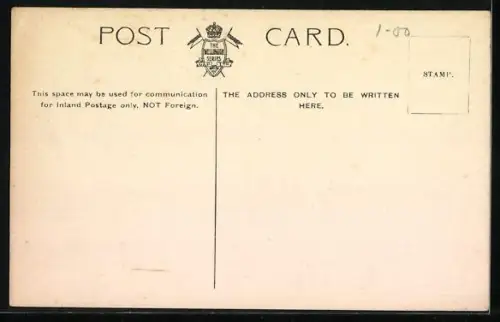 POST CARD.
THE
WELLINGTON
SERIES
1-00
STAMP.
This space may be used for communication
for Inland Postage only, NOT Foreign.
THE ADDRESS ONLY TO BE WRITTEN
HERE.